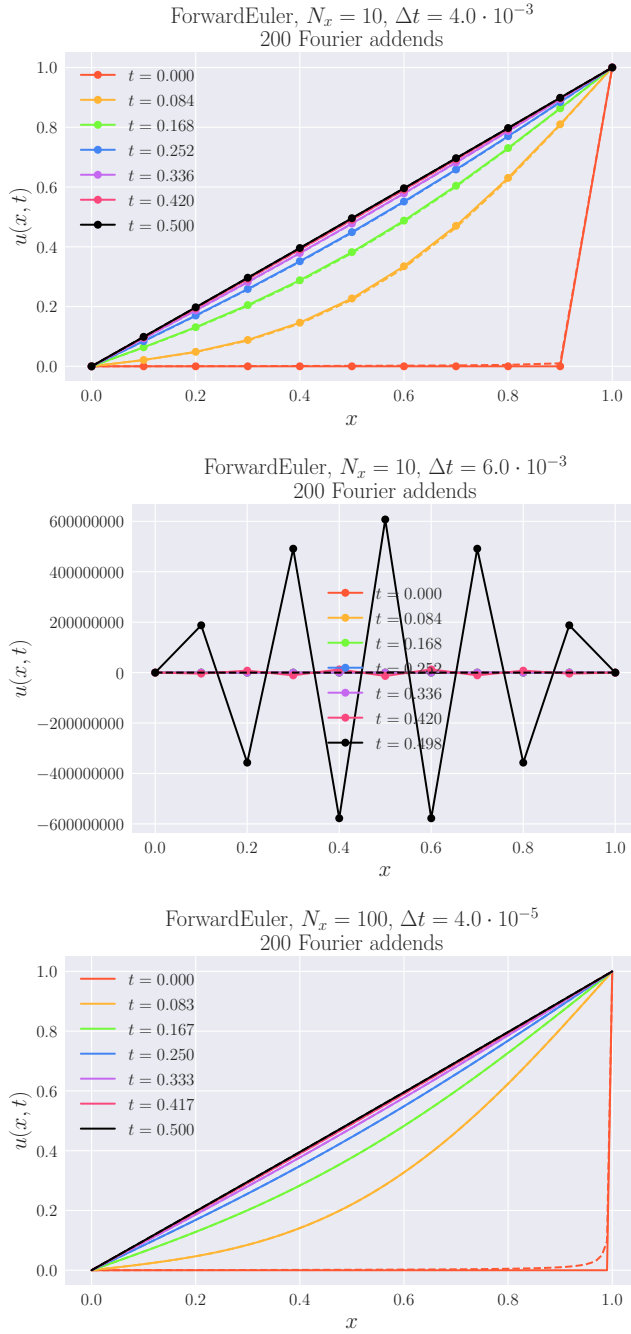 ForwardEuler, N_x = 10, Δt = 4.0 · 10^{-3}
200 Fourier addends
1.0
0.8
0.6
0.4
0.2
0.0
u(x, t)
t = 0.000
t = 0.084
t = 0.168
t = 0.252
t = 0.336
t = 0.420
t = 0.500
0.0 0.2 0.4 0.6 0.8 1.0
x
ForwardEuler, N_x = 10, Δt = 6.0 · 10^{-3}
200 Fourier addends
600000000
400000000
200000000
0
−200000000
−400000000
−600000000
u(x, t)
t = 0.000
t = 0.084
t = 0.168
t = 0.252
t = 0.336
t = 0.420
t = 0.498
0.0 0.2 0.4 0.6 0.8 1.0
x
ForwardEuler, N_x = 100, Δt = 4.0 · 10^{-5}
200 Fourier addends
1.0
0.8
0.6
0.4
0.2
0.0
u(x, t)
t = 0.000
t = 0.083
t = 0.167
t = 0.250
t = 0.333
t = 0.417
t = 0.500
0.0 0.2 0.4 0.6 0.8 1.0
x